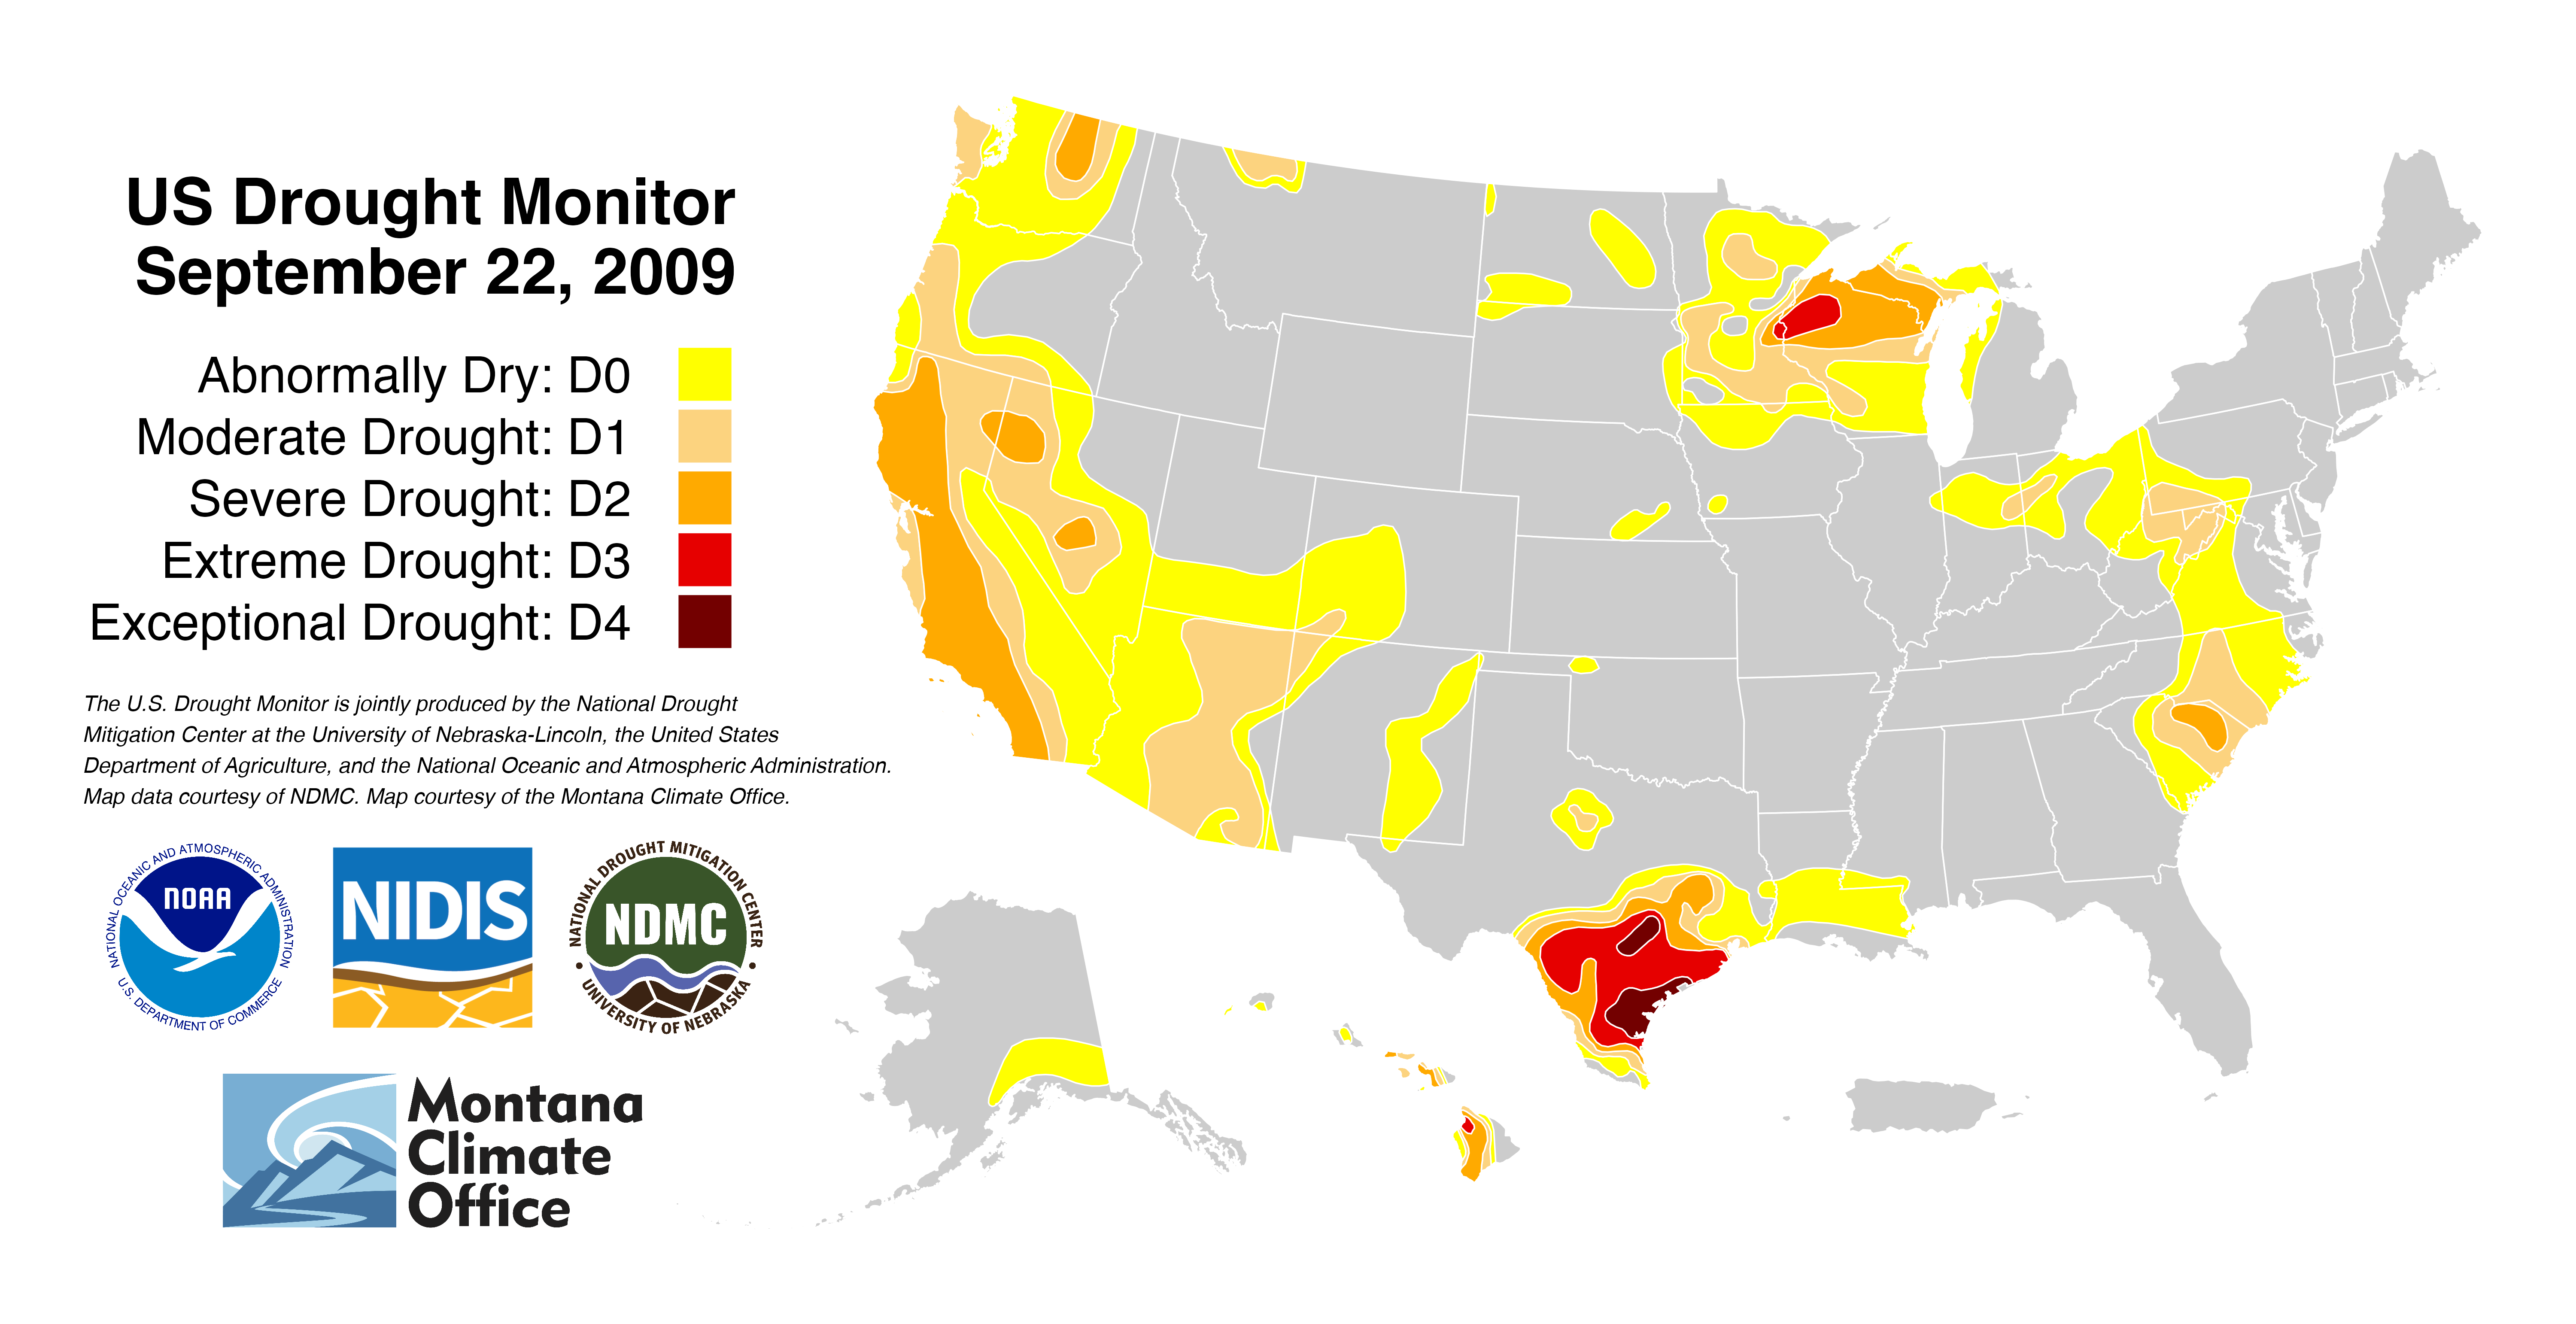 US Drought Monitor
September 22, 2009
Abnormally Dry: D0
Moderate Drought: D1
Severe Drought: D2
Extreme Drought: D3
Exceptional Drought: D4
The U.S. Drought Monitor is jointly produced by the National Drought
Mitigation Center at the University of Nebraska-Lincoln, the United States
Department of Agriculture, and the National Oceanic and Atmospheric Administration.
Map data courtesy of NDMC. Map courtesy of the Montana Climate Office.
NATIONAL OCEANIC AND ATMOSPHERIC ADMINISTRATION
NOAA
U.S. DEPARTMENT OF COMMERCE
NIDIS
NATIONAL DROUGHT MITIGATION CENTER
NDMC
UNIVERSITY OF NEBRASKA
Montana
Climate
Office